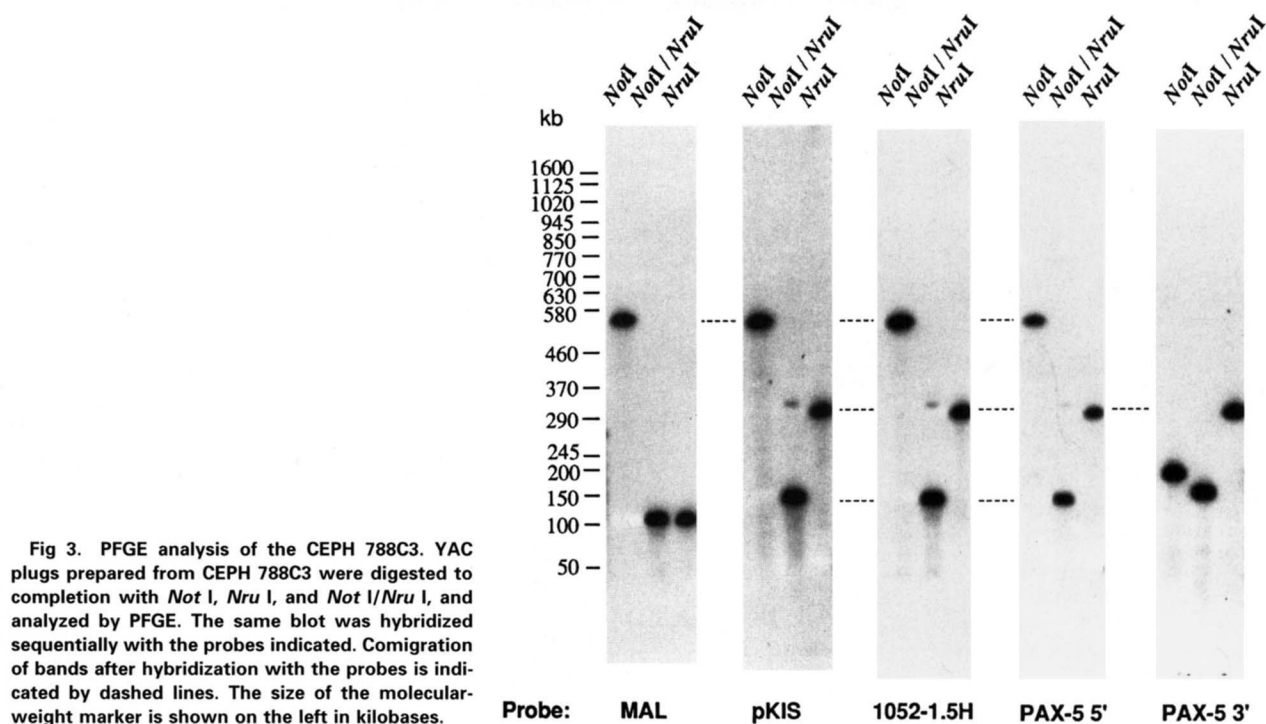 NotI NotI / NruI NruI NotI NotI / NruI NruI NotI NotI / NruI NruI NotI NotI / NruI NruI NotI NotI / NruI NruI
kb
1600
1125
1020
945
850
770
700
630
580
460
370
290
245
200
150
100
50
Fig 3. PFGE analysis of the CEPH 788C3. YAC
plugs prepared from CEPH 788C3 were digested to
completion with Not I, Nru I, and Not I/Nru I, and
analyzed by PFGE. The same blot was hybridized
sequentially with the probes indicated. Comigration
of bands after hybridization with the probes is indi-
cated by dashed lines. The size of the molecular-
weight marker is shown on the left in kilobases.
Probe: MAL pKIS 1052-1.5H PAX-5 5' PAX-5 3'